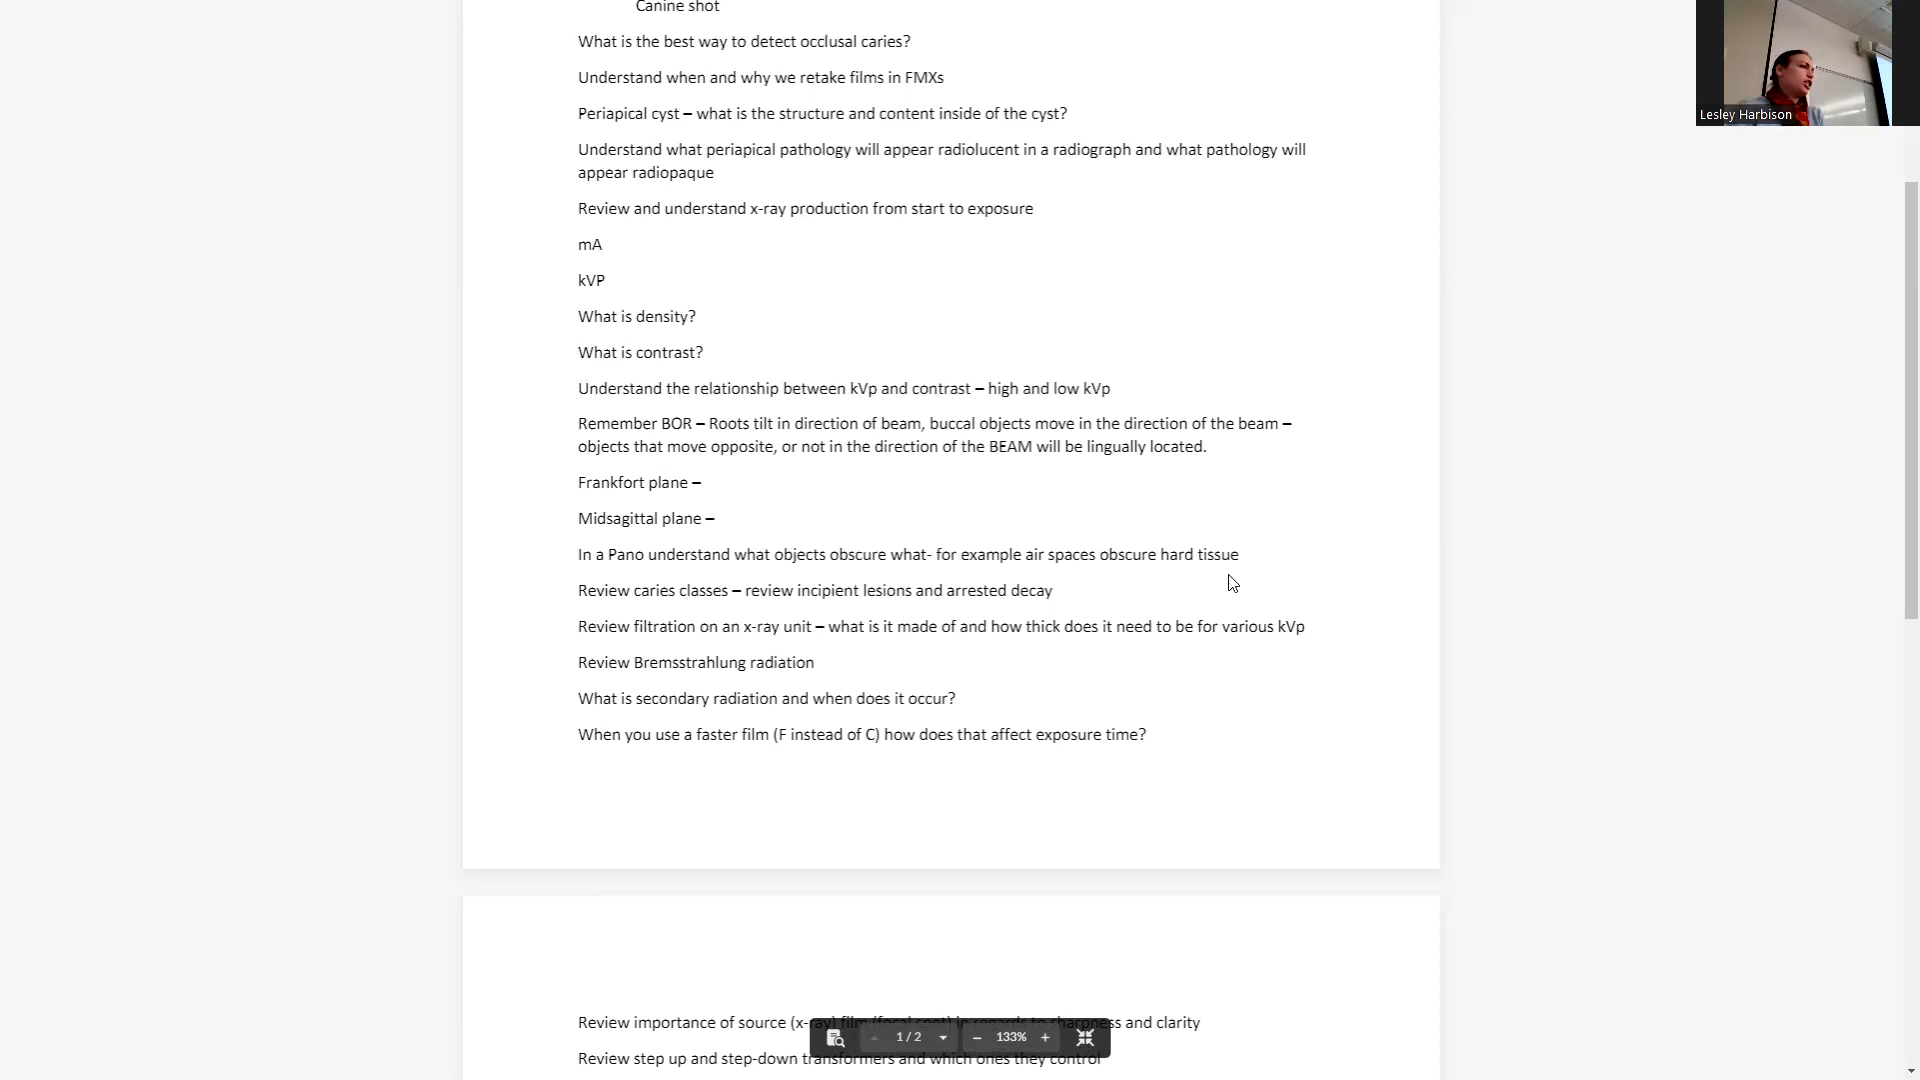 Canine shot
What is the best way to detect occlusal caries?
Understand when and why we retake films in FMXs
Periapical cyst – what is the structure and content inside of the cyst?
Understand what periapical pathology will appear radiolucent in a radiograph and what pathology will
appear radiopaque
Review and understand x-ray production from start to exposure
mA
kVP
What is density?
What is contrast?
Understand the relationship between kVp and contrast – high and low kVp
Remember BOR – Roots tilt in direction of beam, buccal objects move in the direction of the beam –
objects that move opposite, or not in the direction of the BEAM will be lingually located.
Frankfort plane –
Midsagittal plane –
In a Pano understand what objects obscure what- for example air spaces obscure hard tissue
Review caries classes – review incipient lesions and arrested decay
Review filtration on an x-ray unit – what is it made of and how thick does it need to be for various kVp
Review Bremsstrahlung radiation
What is secondary radiation and when does it occur?
When you use a faster film (F instead of C) how does that affect exposure time?
Review importance of source (x-ray) film (focal spot) in regards to sharpness and clarity
1 / 2
133%
Review step up and step-down transformers and which ones they control
Lesley Harbison